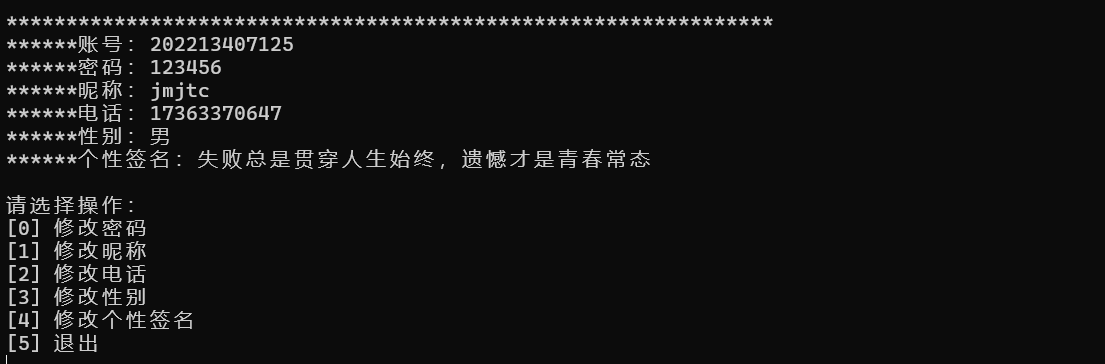 ****************************************************************
******账号：202213407125
******密码：123456
******昵称：jmjtc
******电话：17363370647
******性别：男
******个性签名：失败总是贯穿人生始终，遗憾才是青春常态
请选择操作：
[0] 修改密码
[1] 修改昵称
[2] 修改电话
[3] 修改性别
[4] 修改个性签名
[5] 退出